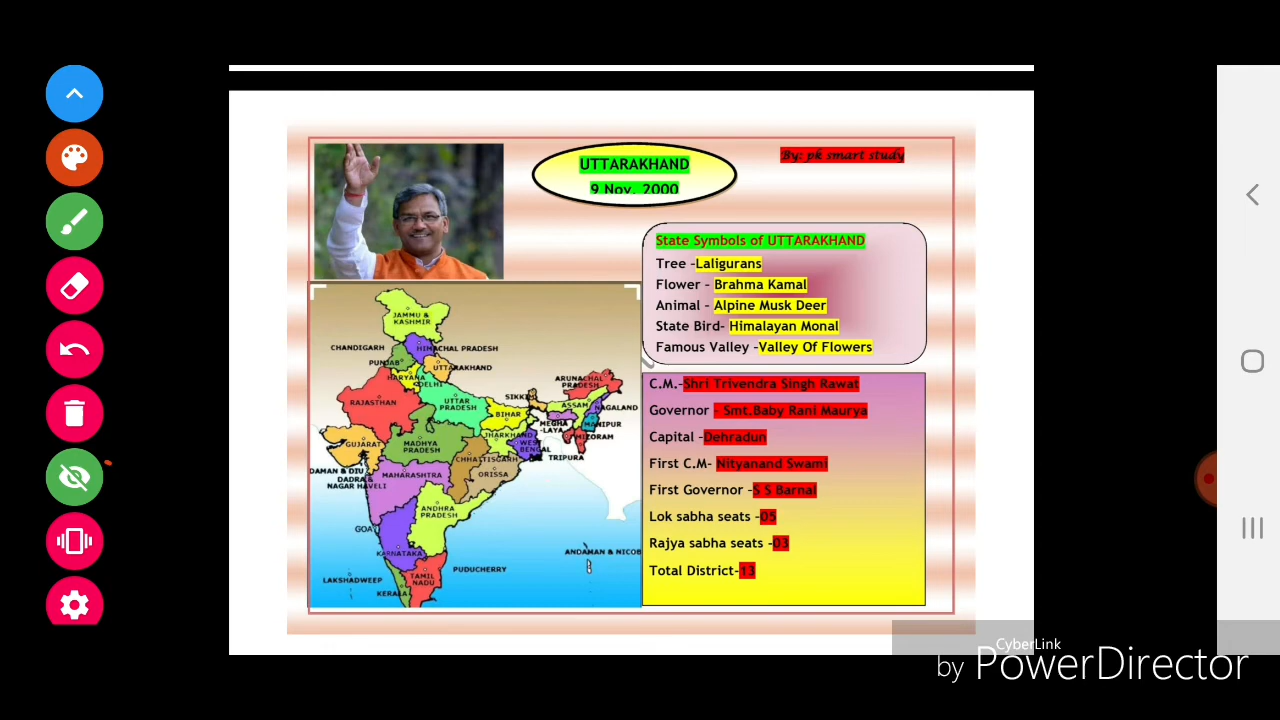 UTTARAKHAND
9 Nov. 2000
By: pk smart study
State Symbols of UTTARAKHAND
Tree -Laligurans
Flower - Brahma Kamal
Animal - Alpine Musk Deer
State Bird- Himalayan Monal
Famous Valley -Valley Of Flowers
C.M.-Shri Trivendra Singh Rawat
Governor - Smt.Baby Rani Maurya
Capital -Dehradun
First C.M- Nityanand Swami
First Governor -S S Barnal
Lok sabha seats -05
Rajya sabha seats -03
Total District-13
JAMMU &
KASHMIR
CHANDIGARH
HIMACHAL PRADESH
PUNJAB
UTTARAKHAND
HARYANA
DELHI
ARUNACHAL
PRADESH
SIKKIM
RAJASTHAN
UTTAR
PRADESH
BIHAR
ASSAM
NAGALAND
MEGHA
-LAYA
MANIPUR
MIZORAM
TRIPURA
GUJARAT
MADHYA
PRADESH
JHARKHAND
WEST
BENGAL
CHHATTISGARH
ORISSA
DAMAN & DIU
DADRA &
NAGAR HAVELI
MAHARASHTRA
ANDHRA
PRADESH
GOA
KARNATAKA
ANDAMAN & NICOB
LAKSHADWEEP
TAMIL
NADU
PUDUCHERRY
KERALA
CyberLink
by PowerDirector